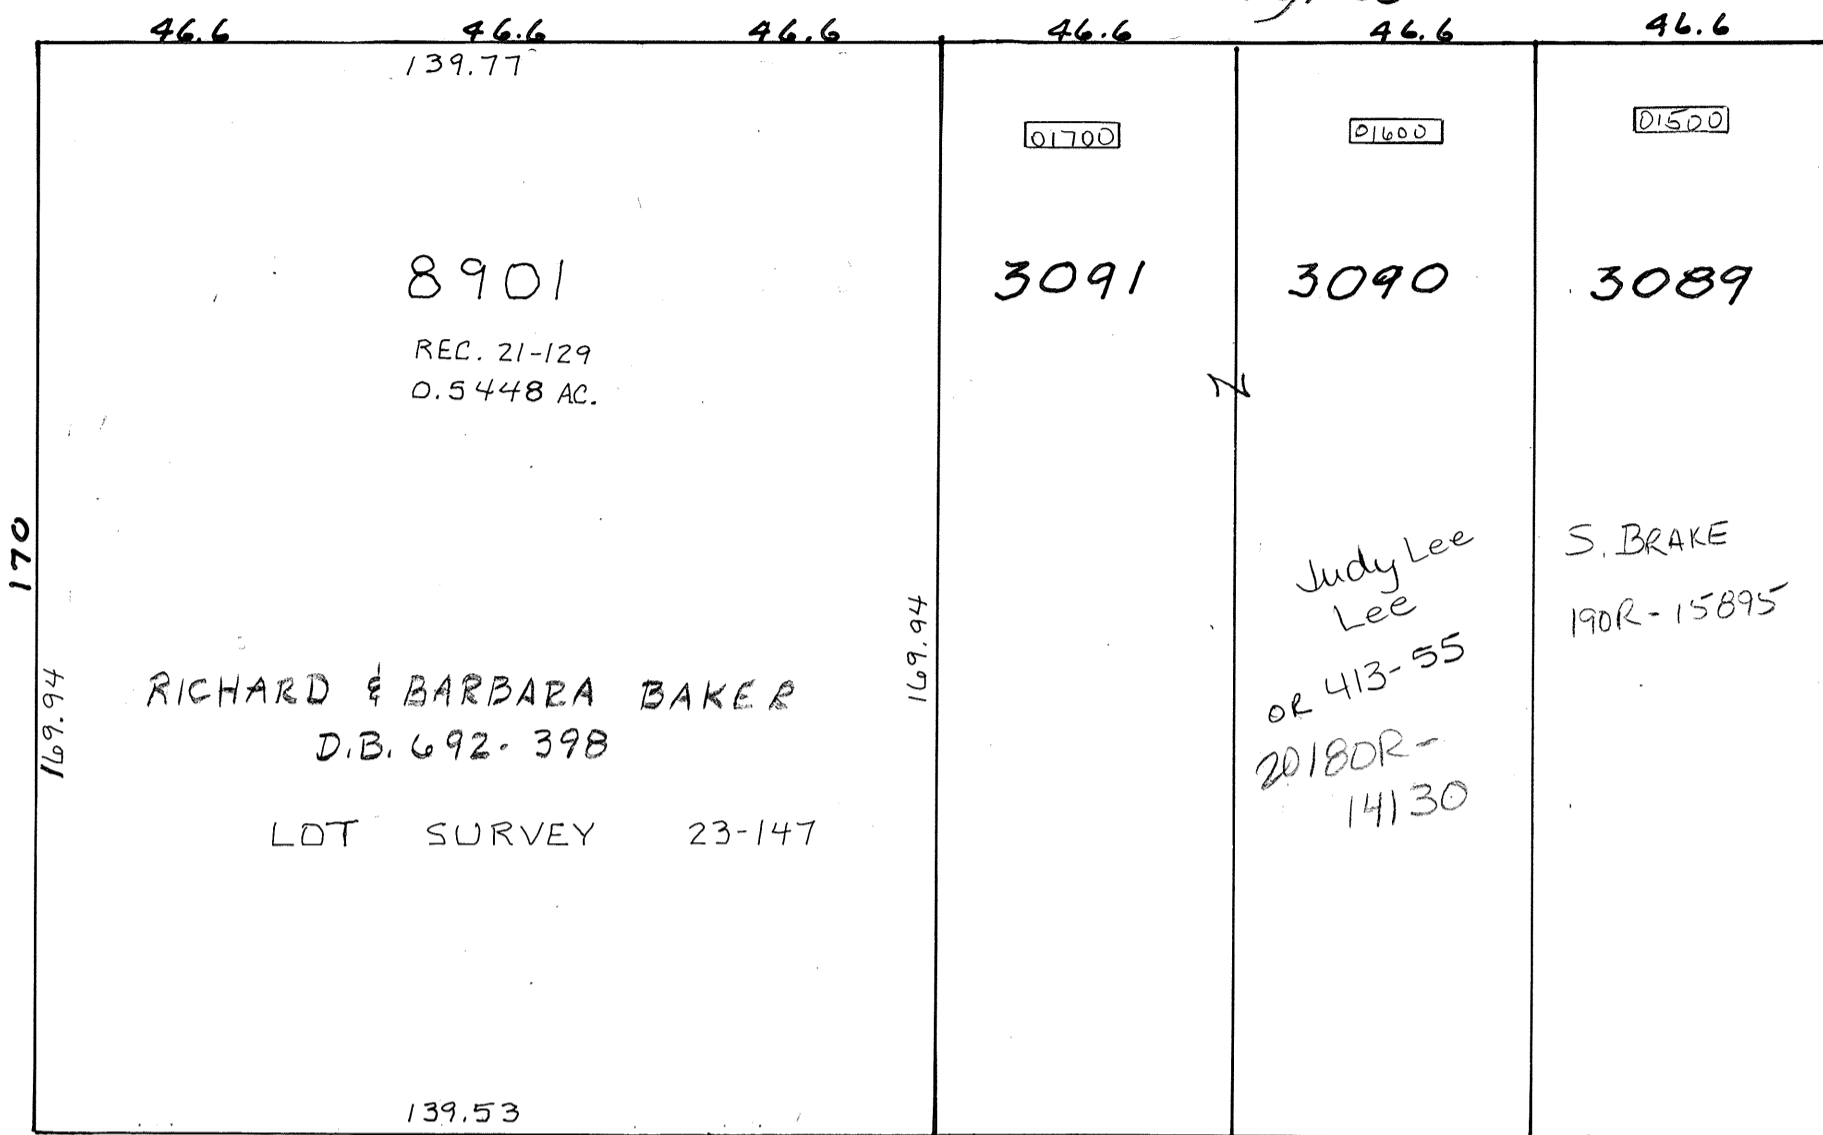 46.6 46.6 46.6 46.6 46.6 46.6
139.77
01700
01600
01500
8901
REC. 21-129
0.5448 AC.
3091
3090
3089
170
169.94
169.94
RICHARD & BARBARA BAKER
D.B. 692-398
LOT SURVEY 23-147
Judy Lee
Lee
OR 413-55
2018OR-
14130
S. BRAKE
190R-15895
139.53